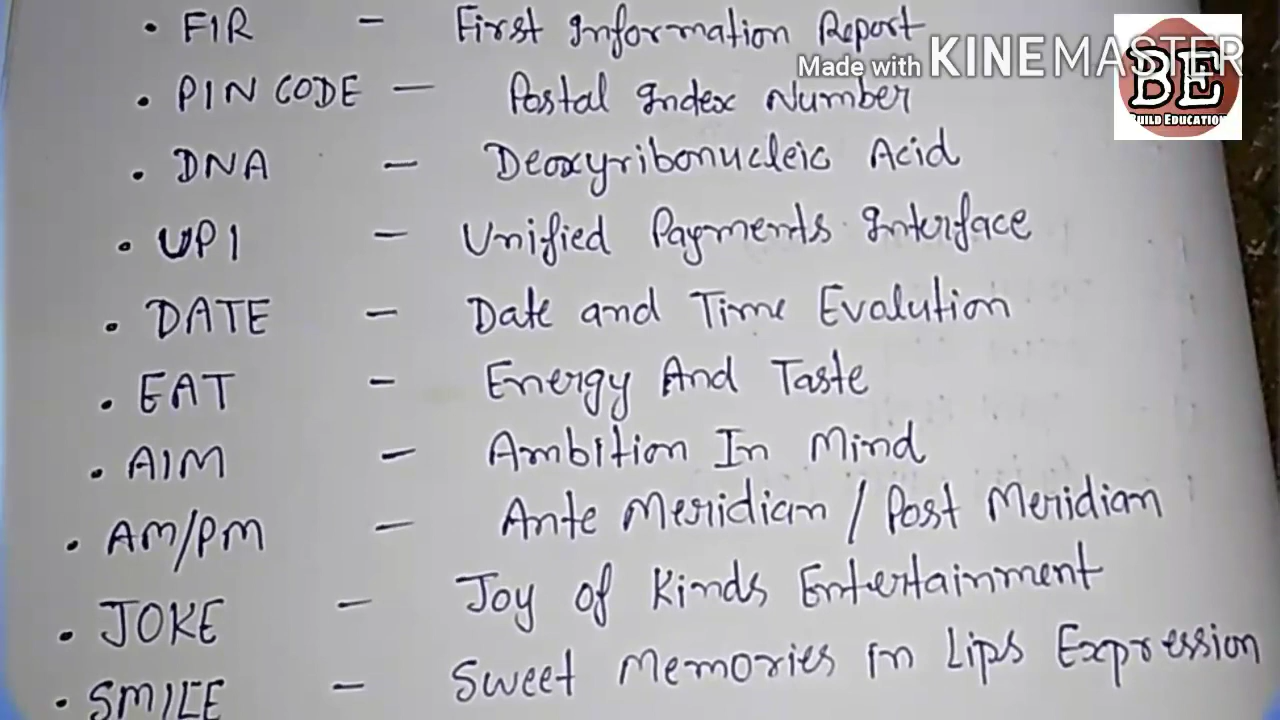 • FIR - First Information Report
Made with KINEMASTER
BE
BUILD EDUCATION
• PIN CODE - Postal Index Number
• DNA - Deoxyribonucleic Acid
• UPI - Unified Payments Interface
• DATE - Date and Time Evolution
• EAT - Energy And Taste
• AIM - Ambition In Mind
• AM/PM - Ante Meridian / Post Meridian
• JOKE - Joy of Kinds Entertainment
• SMILE - Sweet Memories in Lips Expression